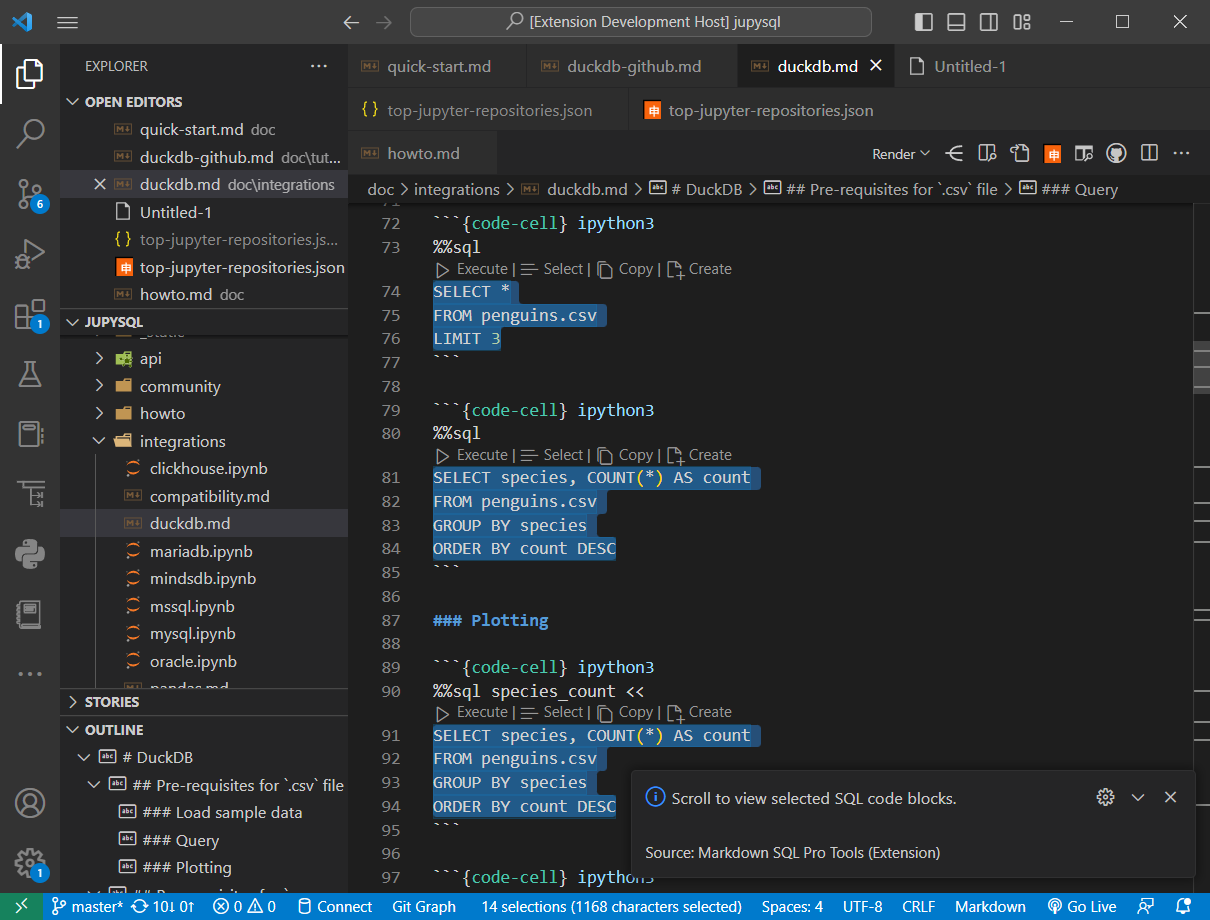 [Extension Development Host] jupysql
EXPLORER
OPEN EDITORS
quick-start.md doc
duckdb-github.md doc\tut...
duckdb.md doc\integrations
Untitled-1
top-jupyter-repositories.js...
top-jupyter-repositories.json
howto.md doc
JUPYSQL
_static
api
community
howto
integrations
clickhouse.ipynb
compatibility.md
duckdb.md
mariadb.ipynb
mindsdb.ipynb
mssql.ipynb
mysql.ipynb
oracle.ipynb
pandas.md
STORIES
OUTLINE
# DuckDB
## Pre-requisites for `.csv` file
### Load sample data
### Query
### Plotting
## Pre-requisites for `
quick-start.md
duckdb-github.md
duckdb.md
Untitled-1
top-jupyter-repositories.json
top-jupyter-repositories.json
howto.md
Render
doc > integrations > duckdb.md > # DuckDB > ## Pre-requisites for `.csv` file > ### Query
71
72 ```{code-cell} ipython3
73 %%sql
Execute | Select | Copy | Create
74 SELECT *
75 FROM penguins.csv
76 LIMIT 3
77 ```
78
79 ```{code-cell} ipython3
80 %%sql
Execute | Select | Copy | Create
81 SELECT species, COUNT(*) AS count
82 FROM penguins.csv
83 GROUP BY species
84 ORDER BY count DESC
85 ```
86
87 ### Plotting
88
89 ```{code-cell} ipython3
90 %%sql species_count <<
Execute | Select | Copy | Create
91 SELECT species, COUNT(*) AS count
92 FROM penguins.csv
93 GROUP BY species
94 ORDER BY count DESC
95 ```
96
97 ```{code-cell} ipython3
Scroll to view selected SQL code blocks.
Source: Markdown SQL Pro Tools (Extension)
6
1
1
master* 10↓ 0↑ 0 0 Connect Git Graph 14 selections (1168 characters selected) Spaces: 4 UTF-8 CRLF Markdown Go Live